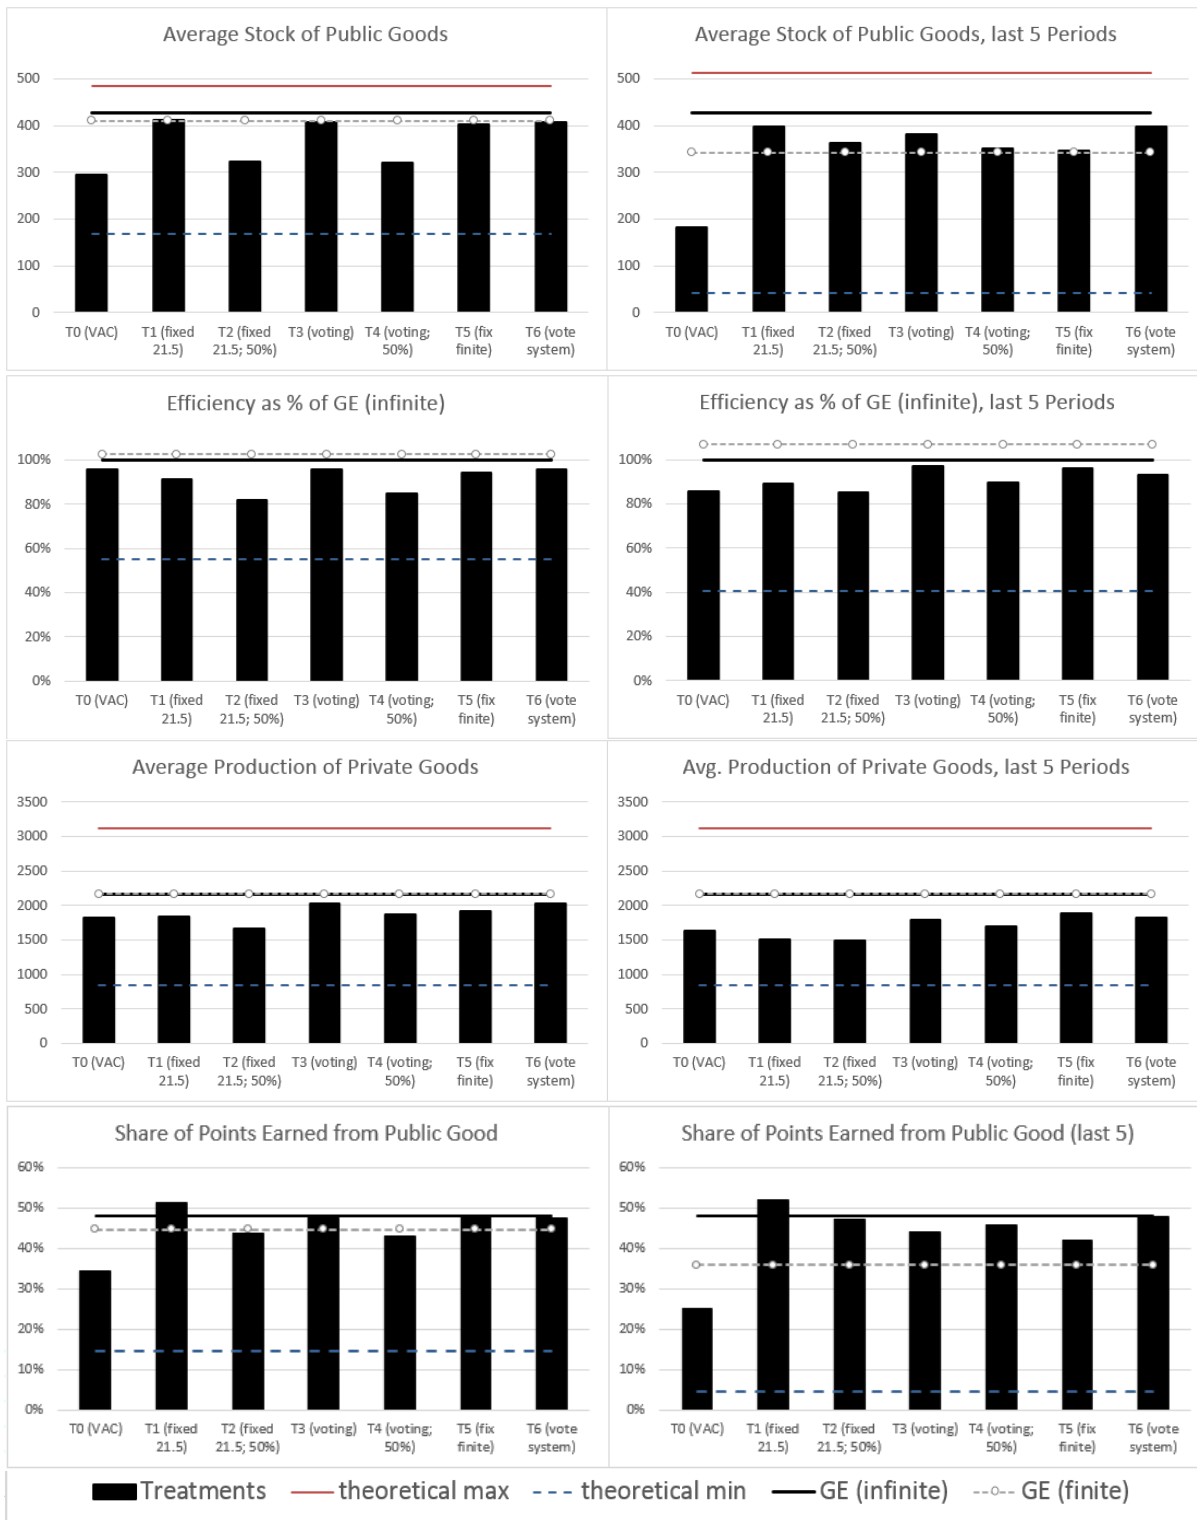 Average Stock of Public Goods
500
400
300
200
100
0
T0 (VAC) T1 (fixed T2 (fixed T3 (voting) T4 (voting; T5 (fix T6 (vote
21.5) 21.5; 50%) 50%) finite) system)
Average Stock of Public Goods, last 5 Periods
500
400
300
200
100
0
T0 (VAC) T1 (fixed T2 (fixed T3 (voting) T4 (voting; T5 (fix T6 (vote
21.5) 21.5; 50%) 50%) finite) system)
Efficiency as % of GE (infinite)
100%
80%
60%
40%
20%
0%
T0 (VAC) T1 (fixed T2 (fixed T3 (voting) T4 (voting; T5 (fix T6 (vote
21.5) 21.5; 50%) 50%) finite) system)
Efficiency as % of GE (infinite), last 5 Periods
100%
80%
60%
40%
20%
0%
T0 (VAC) T1 (fixed T2 (fixed T3 (voting) T4 (voting; T5 (fix T6 (vote
21.5) 21.5; 50%) 50%) finite) system)
Average Production of Private Goods
3500
3000
2500
2000
1500
1000
500
0
T0 (VAC) T1 (fixed T2 (fixed T3 (voting) T4 (voting; T5 (fix T6 (vote
21.5) 21.5; 50%) 50%) finite) system)
Avg. Production of Private Goods, last 5 Periods
3500
3000
2500
2000
1500
1000
500
0
T0 (VAC) T1 (fixed T2 (fixed T3 (voting) T4 (voting; T5 (fix T6 (vote
21.5) 21.5; 50%) 50%) finite) system)
Share of Points Earned from Public Good
60%
50%
40%
30%
20%
10%
0%
T0 (VAC) T1 (fixed T2 (fixed T3 (voting) T4 (voting; T5 (fix T6 (vote
21.5) 21.5; 50%) 50%) finite) system)
Share of Points Earned from Public Good (last 5)
60%
50%
40%
30%
20%
10%
0%
T0 (VAC) T1 (fixed T2 (fixed T3 (voting) T4 (voting; T5 (fix T6 (vote
21.5) 21.5; 50%) 50%) finite) system)
Treatments theoretical max theoretical min GE (infinite) GE (finite)